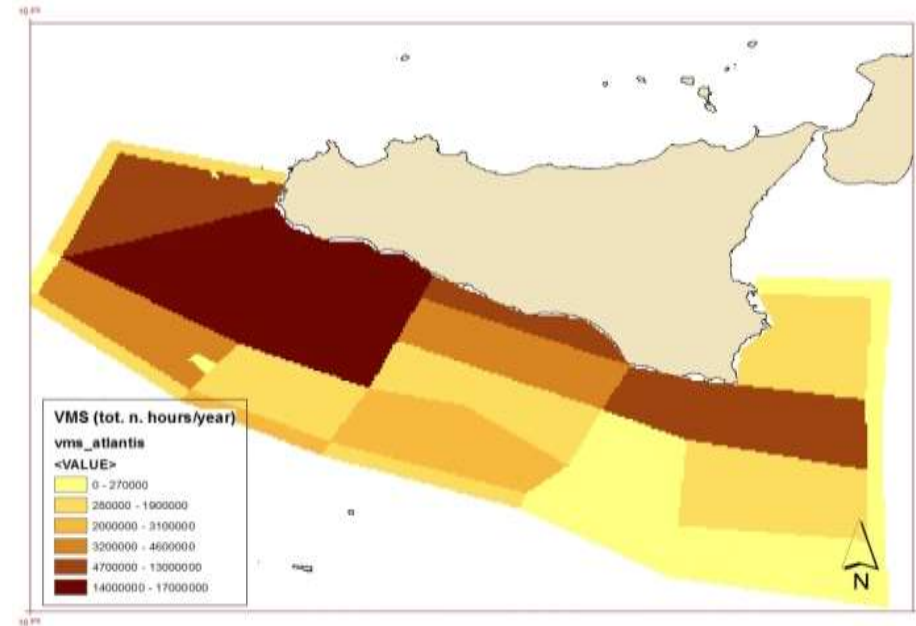 VMS (tot. n. hours/year)
vms_atlantis
<VALUE>
0 - 270000
280000 - 1900000
2000000 - 3100000
3200000 - 4600000
4700000 - 13000000
14000000 - 17000000
N